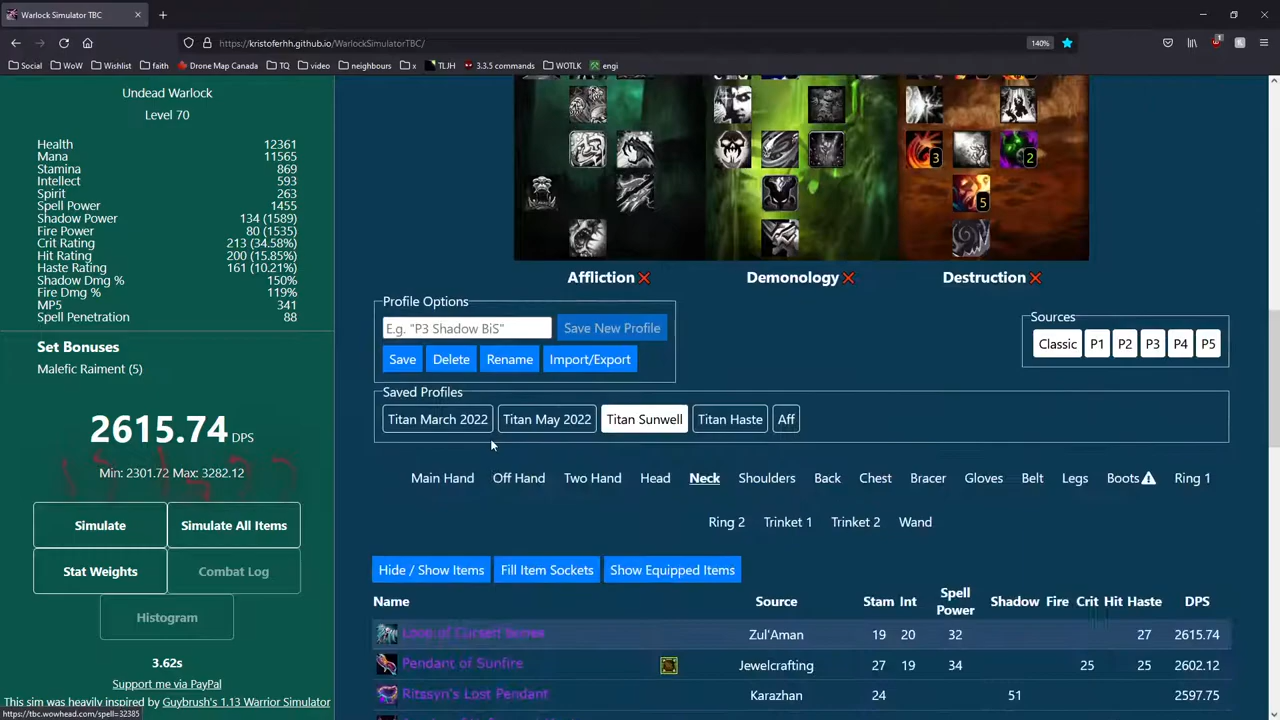 Warlock Simulator TBC
https://kristoferhh.github.io/WarlockSimulatorTBC/
140%
Social WoW Wishlist faith Drone Map Canada TQ video neighbours x TLJH 3.3.5 commands WOTLK engi
Undead Warlock
Level 70
Health 12361
Mana 11565
Stamina 869
Intellect 593
Spirit 263
Spell Power 1455
Shadow Power 134 (1589)
Fire Power 80 (1535)
Crit Rating 213 (34.58%)
Hit Rating 200 (15.85%)
Haste Rating 161 (10.21%)
Shadow Dmg % 150%
Fire Dmg % 119%
MP5 341
Spell Penetration 88
Set Bonuses
Malefic Raiment (5)
2615.74 DPS
Min: 2301.72 Max: 3282.12
Simulate Simulate All Items
Stat Weights Combat Log
Histogram
3.62s
Support me via PayPal
This sim was heavily inspired by Guybrush's 1.13 Warrior Simulator
https://tbc.wowhead.com/spell=32385
3 2
5
Affliction Demonology Destruction
Profile Options
E.g. "P3 Shadow BiS" Save New Profile
Save Delete Rename Import/Export
Sources
Classic P1 P2 P3 P4 P5
Saved Profiles
Titan March 2022 Titan May 2022 Titan Sunwell Titan Haste Aff
Main Hand Off Hand Two Hand Head Neck Shoulders Back Chest Bracer Gloves Belt Legs Boots Ring 1
Ring 2 Trinket 1 Trinket 2 Wand
Hide / Show Items Fill Item Sockets Show Equipped Items
Name Source Stam Int Spell Power Shadow Fire Crit Hit Haste DPS
Loop of Cursed Bones Zul'Aman 19 20 32 27 2615.74
Pendant of Sunfire Jewelcrafting 27 19 34 25 25 2602.12
Ritssyn's Lost Pendant Karazhan 24 51 2597.75